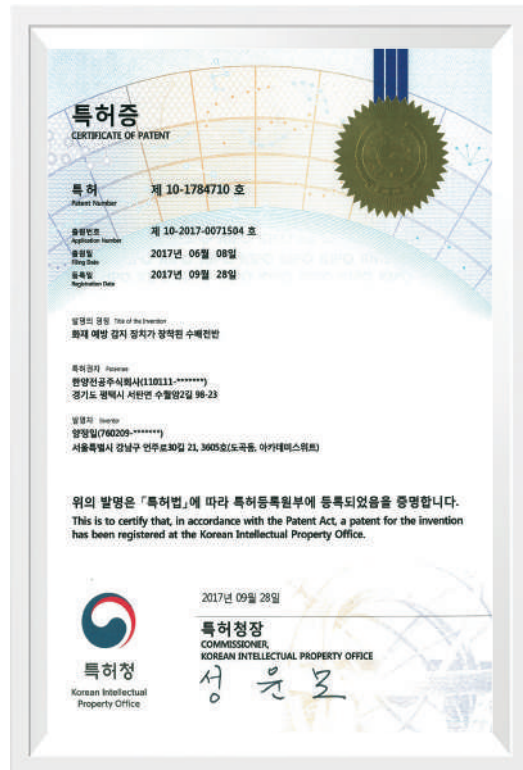 특허증
CERTIFICATE OF PATENT
특허 제 10-1784710 호
Patent Number
출원번호 제 10-2017-0071504 호
Application Number
출원일 2017년 06월 08일
Filing Date
등록일 2017년 09월 28일
Registration Date
발명의 명칭 Title of the Invention
화재 예방 감지 장치가 장착된 수배전반
특허권자 Patentee
한양전공주식회사(110111-*******)
경기도 평택시 서탄면 수월암2길 98-23
발명자 Inventor
양정일(760209-*******)
서울특별시 강남구 언주로30길 21, 3605호(도곡동, 아카데미스위트)
위의 발명은 「특허법」에 따라 특허등록원부에 등록되었음을 증명합니다.
This is to certify that, in accordance with the Patent Act, a patent for the invention
has been registered at the Korean Intellectual Property Office.
2017년 09월 28일
특허청장
COMMISSIONER,
KOREAN INTELLECTUAL PROPERTY OFFICE
성윤모
특허청
Korean Intellectual
Property Office